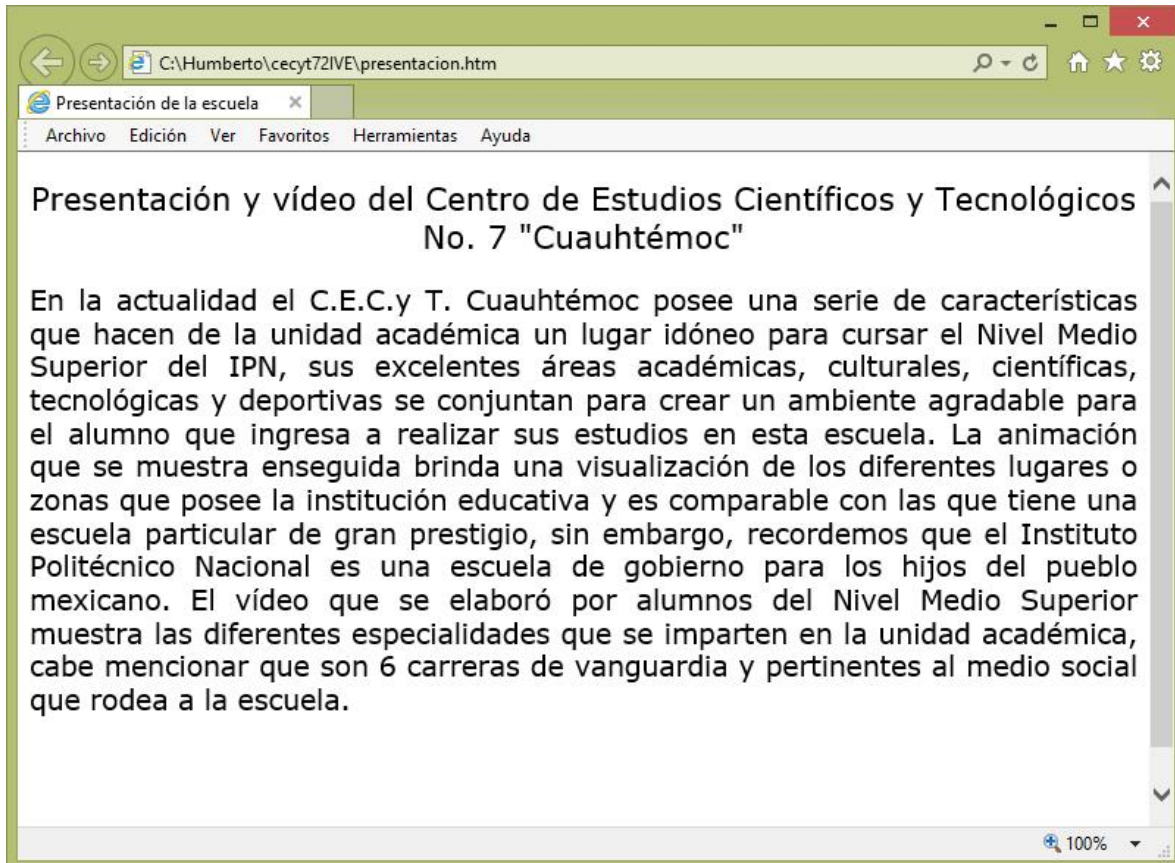 C:\Humberto\cecyt72IVE\presentacion.htm
Presentación de la escuela
Archivo Edición Ver Favoritos Herramientas Ayuda
Presentación y vídeo del Centro de Estudios Científicos y Tecnológicos
No. 7 "Cuauhtémoc"
En la actualidad el C.E.C.y T. Cuauhtémoc posee una serie de características
que hacen de la unidad académica un lugar idóneo para cursar el Nivel Medio
Superior del IPN, sus excelentes áreas académicas, culturales, científicas,
tecnológicas y deportivas se conjuntan para crear un ambiente agradable para
el alumno que ingresa a realizar sus estudios en esta escuela. La animación
que se muestra enseguida brinda una visualización de los diferentes lugares o
zonas que posee la institución educativa y es comparable con las que tiene una
escuela particular de gran prestigio, sin embargo, recordemos que el Instituto
Politécnico Nacional es una escuela de gobierno para los hijos del pueblo
mexicano. El vídeo que se elaboró por alumnos del Nivel Medio Superior
muestra las diferentes especialidades que se imparten en la unidad académica,
cabe mencionar que son 6 carreras de vanguardia y pertinentes al medio social
que rodea a la escuela.
100%